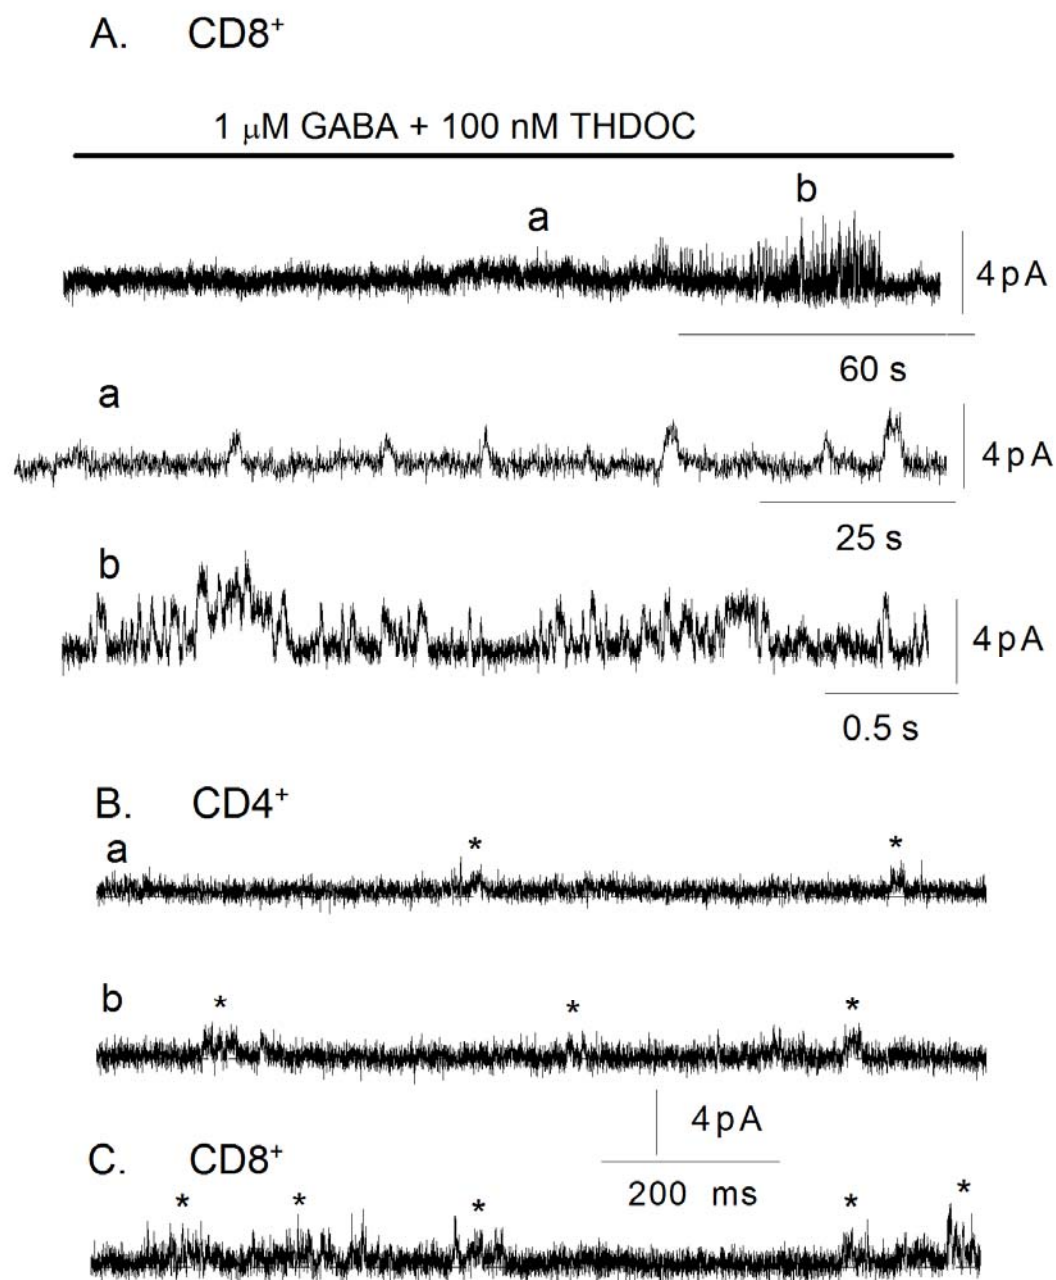 A. CD8+
1 μM GABA + 100 nM THDOC
a
b
4 pA
60 s
a
4 pA
25 s
b
4 pA
0.5 s
B. CD4+
a
* *
b
* * *
4 pA
200 ms
C. CD8+
* * * * *